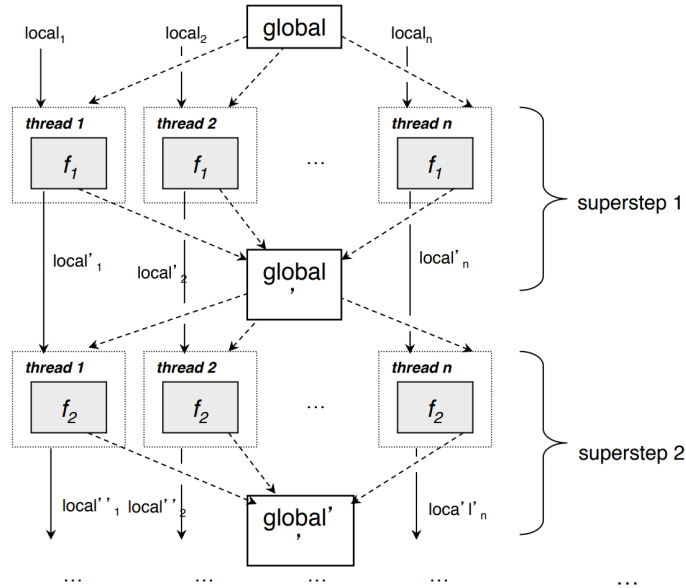 global
local₁ local₂ localₙ
thread 1 thread 2 thread n
f₁ f₁ ... f₁
superstep 1
global
'
local'₁ local'₂ local'ₙ
thread 1 thread 2 thread n
f₂ f₂ ... f₂
superstep 2
global'
'
local''₁ local''₂ loca'l'ₙ
... ... ... ... ...